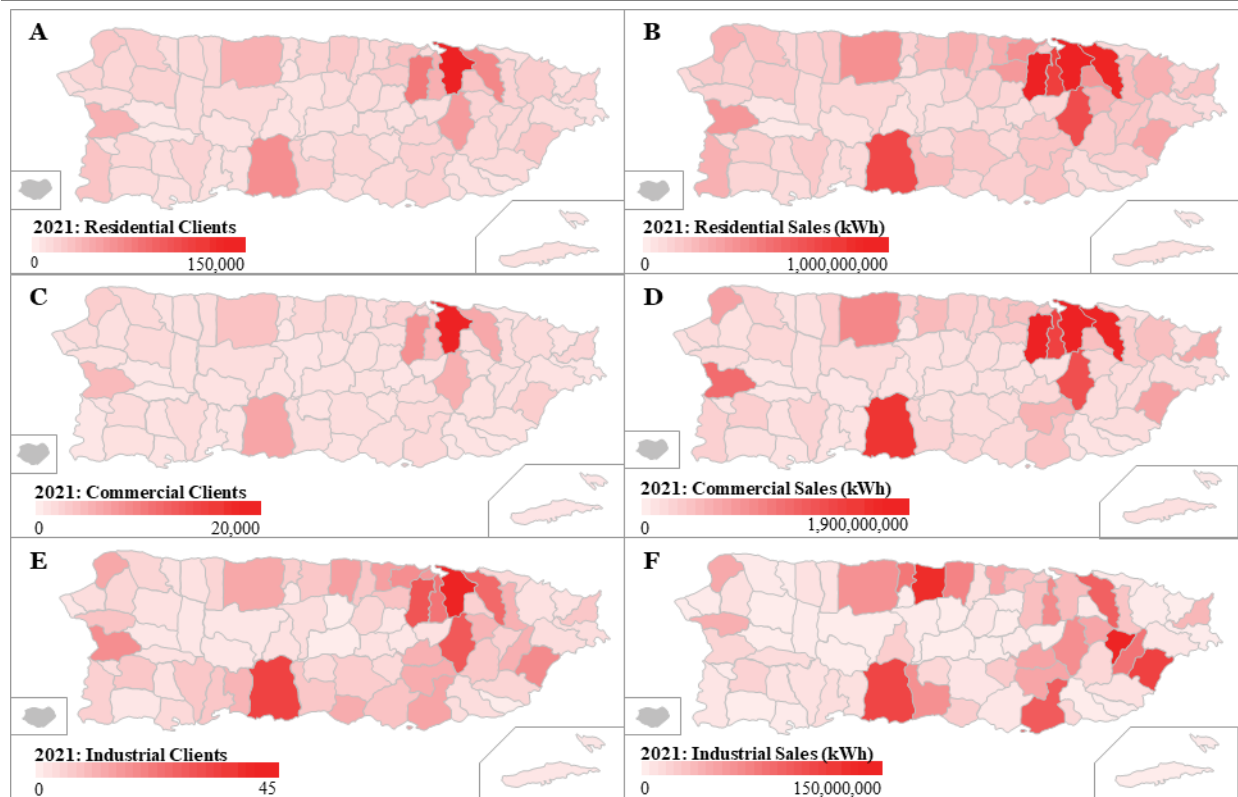 A
2021: Residential Clients
0 150,000
B
2021: Residential Sales (kWh)
0 1,000,000,000
C
2021: Commercial Clients
0 20,000
D
2021: Commercial Sales (kWh)
0 1,900,000,000
E
2021: Industrial Clients
0 45
F
2021: Industrial Sales (kWh)
0 150,000,000